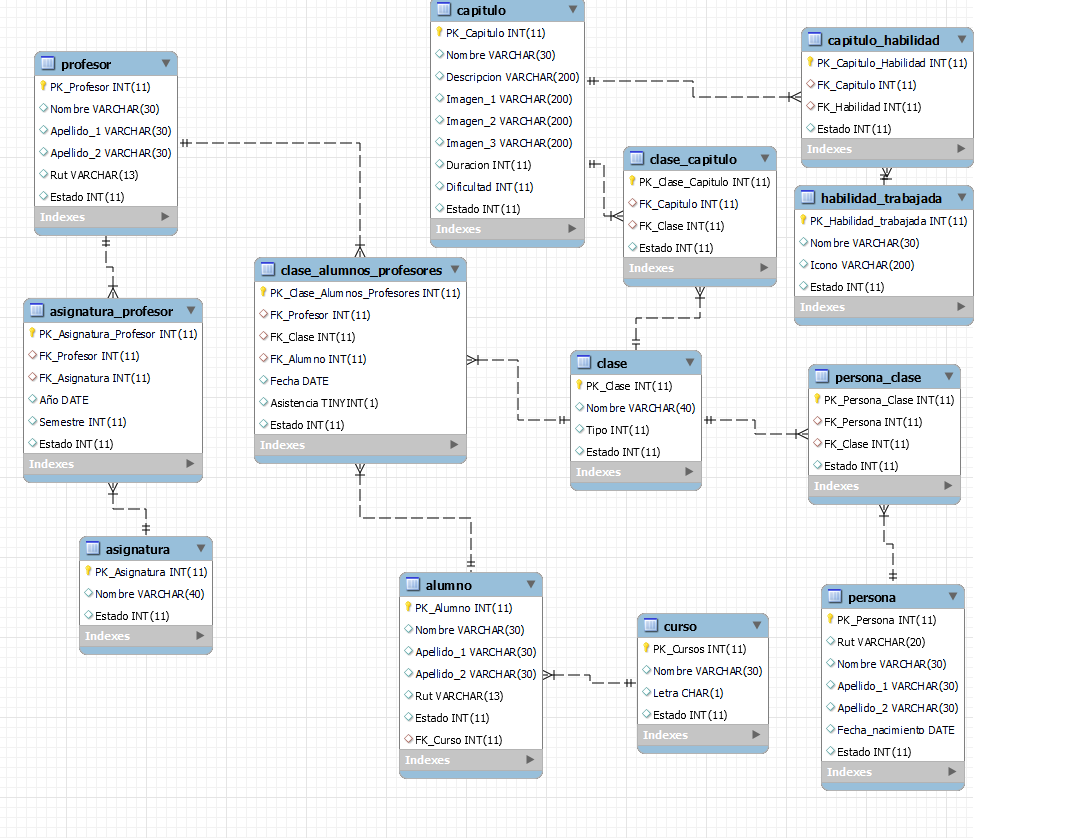 capitulo
PK_Capitulo INT(11)
Nombre VARCHAR(30)
Descripcion VARCHAR(200)
Imagen_1 VARCHAR(200)
Imagen_2 VARCHAR(200)
Imagen_3 VARCHAR(200)
Duracion INT(11)
Dificultad INT(11)
Estado INT(11)
Indexes
capitulo_habilidad
PK_Capitulo_Habilidad INT(11)
FK_Capitulo INT(11)
FK_Habilidad INT(11)
Estado INT(11)
Indexes
profesor
PK_Profesor INT(11)
Nombre VARCHAR(30)
Apellido_1 VARCHAR(30)
Apellido_2 VARCHAR(30)
Rut VARCHAR(13)
Estado INT(11)
Indexes
clase_capitulo
PK_Clase_Capitulo INT(11)
FK_Capitulo INT(11)
FK_Clase INT(11)
Estado INT(11)
Indexes
habilidad_trabajada
PK_Habilidad_trabajada INT(11)
Nombre VARCHAR(30)
Icono VARCHAR(200)
Estado INT(11)
Indexes
clase_alumnos_profesores
PK_Clase_Alumnos_Profesores INT(11)
FK_Profesor INT(11)
FK_Clase INT(11)
FK_Alumno INT(11)
Fecha DATE
Asistencia TINYINT(1)
Estado INT(11)
Indexes
asignatura_profesor
PK_Asignatura_Profesor INT(11)
FK_Profesor INT(11)
FK_Asignatura INT(11)
Año DATE
Semestre INT(11)
Estado INT(11)
Indexes
clase
PK_Clase INT(11)
Nombre VARCHAR(40)
Tipo INT(11)
Estado INT(11)
Indexes
persona_clase
PK_Persona_Clase INT(11)
FK_Persona INT(11)
FK_Clase INT(11)
Estado INT(11)
Indexes
asignatura
PK_Asignatura INT(11)
Nombre VARCHAR(40)
Estado INT(11)
Indexes
alumno
PK_Alumno INT(11)
Nombre VARCHAR(30)
Apellido_1 VARCHAR(30)
Apellido_2 VARCHAR(30)
Rut VARCHAR(13)
Estado INT(11)
FK_Curso INT(11)
Indexes
curso
PK_Cursos INT(11)
Nombre VARCHAR(30)
Letra CHAR(1)
Estado INT(11)
Indexes
persona
PK_Persona INT(11)
Rut VARCHAR(20)
Nombre VARCHAR(30)
Apellido_1 VARCHAR(30)
Apellido_2 VARCHAR(30)
Fecha_nacimiento DATE
Estado INT(11)
Indexes